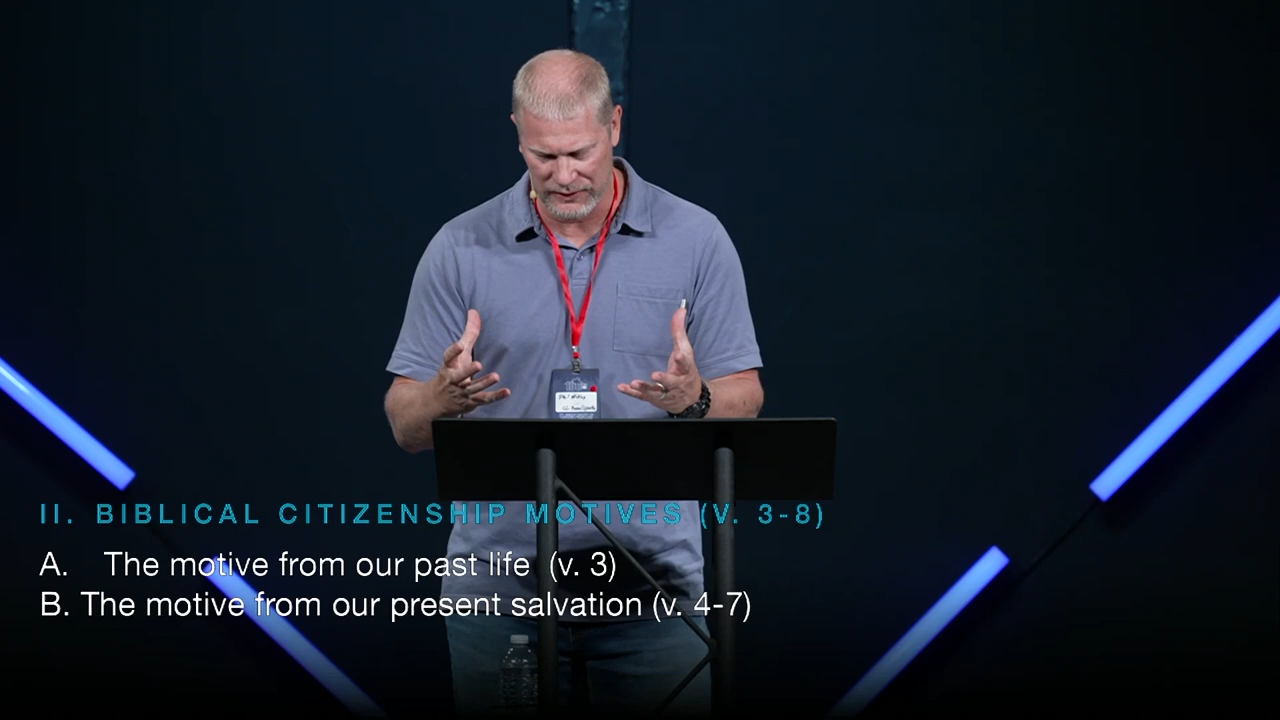 II. BIBLICAL CITIZENSHIP MOTIVES (V. 3-8)
A. The motive from our past life (v. 3)
B. The motive from our present salvation (v. 4-7)